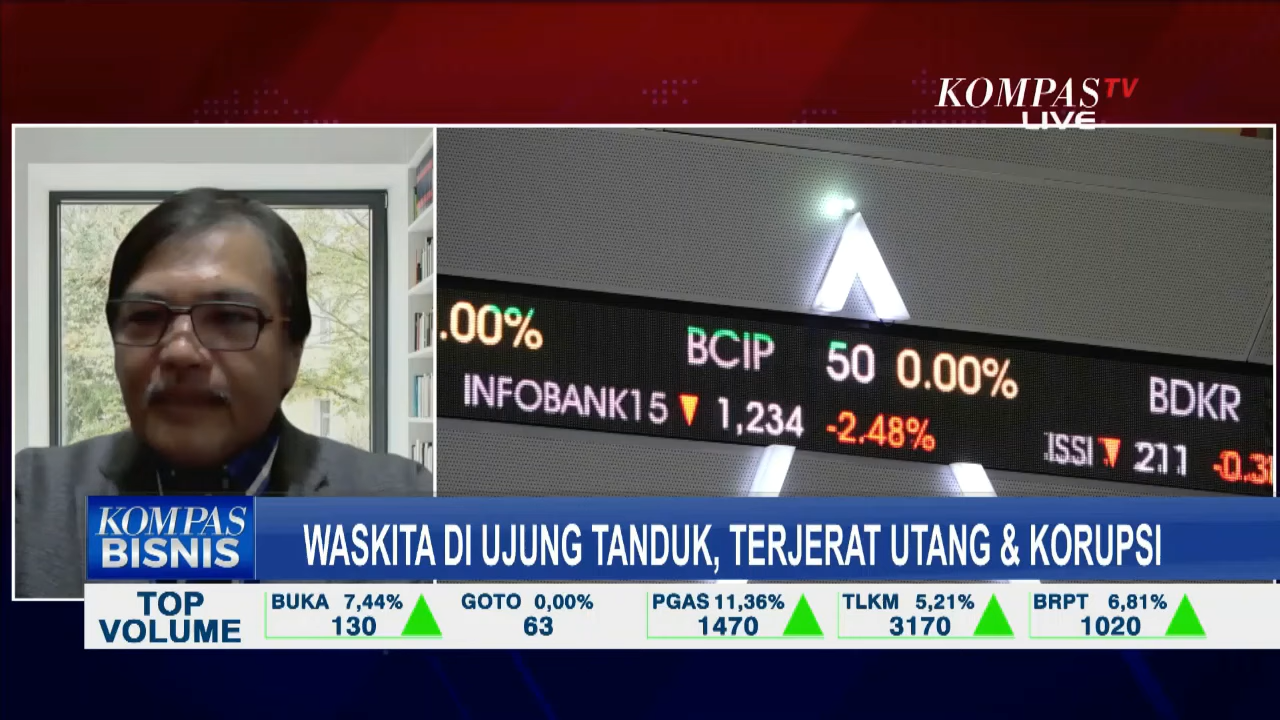 KOMPAS TV
LIVE
.00% BCIP 50 0.00% BDKR
INFOBANK15 ▼ 1,234 -2.48% ISSI ▼ 211
KOMPAS BISNIS
WASKITA DI UJUNG TANDUK, TERJERAT UTANG & KORUPSI
TOP VOLUME
BUKA 7,44% ▲
130
GOTO 0,00%
63
PGAS 11,36% ▲
1470
TLKM 5,21% ▲
3170
BRPT 6,81% ▲
1020